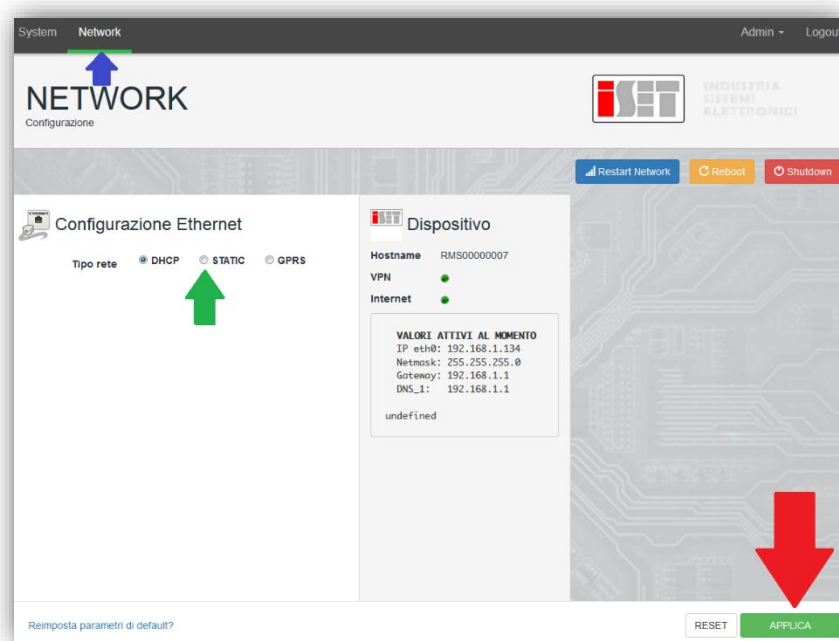 System Network Admin Logout
NETWORK
Configurazione
iSET INDUSTRIA
SISTEMI
ELETTRONICI
Restart Network Reboot Shutdown
Configurazione Ethernet
Tipo rete DHCP STATIC GPRS
iSET Dispositivo
Hostname RMS00000007
VPN
Internet
VALORI ATTIVI AL MOMENTO
IP eth0: 192.168.1.134
Netmask: 255.255.255.0
Gateway: 192.168.1.1
DNS_1: 192.168.1.1
undefined
Reimposta parametri di default? RESET APPLICA